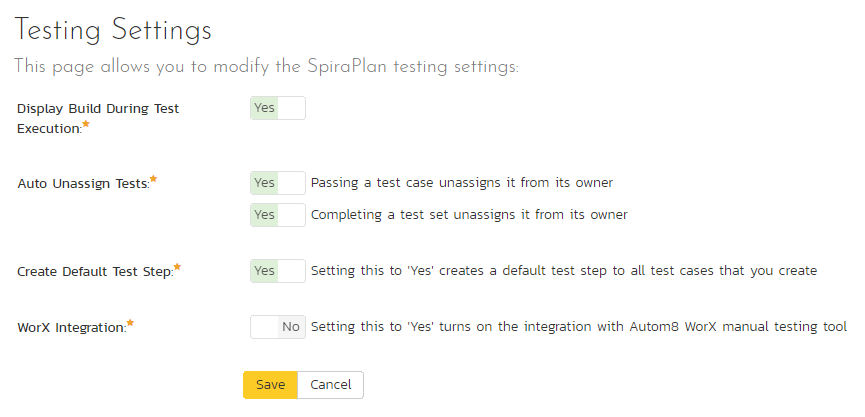 Testing Settings
This page allows you to modify the SpiraPlan testing settings:
Display Build During Test
Execution:*
Yes
Auto Unassign Tests:*
Yes Passing a test case unassigns it from its owner
Yes Completing a test set unassigns it from its owner
Create Default Test Step:*
Yes Setting this to 'Yes' creates a default test step to all test cases that you create
WorX Integration:*
No Setting this to 'Yes' turns on the integration with Autom8 WorX manual testing tool
Save Cancel